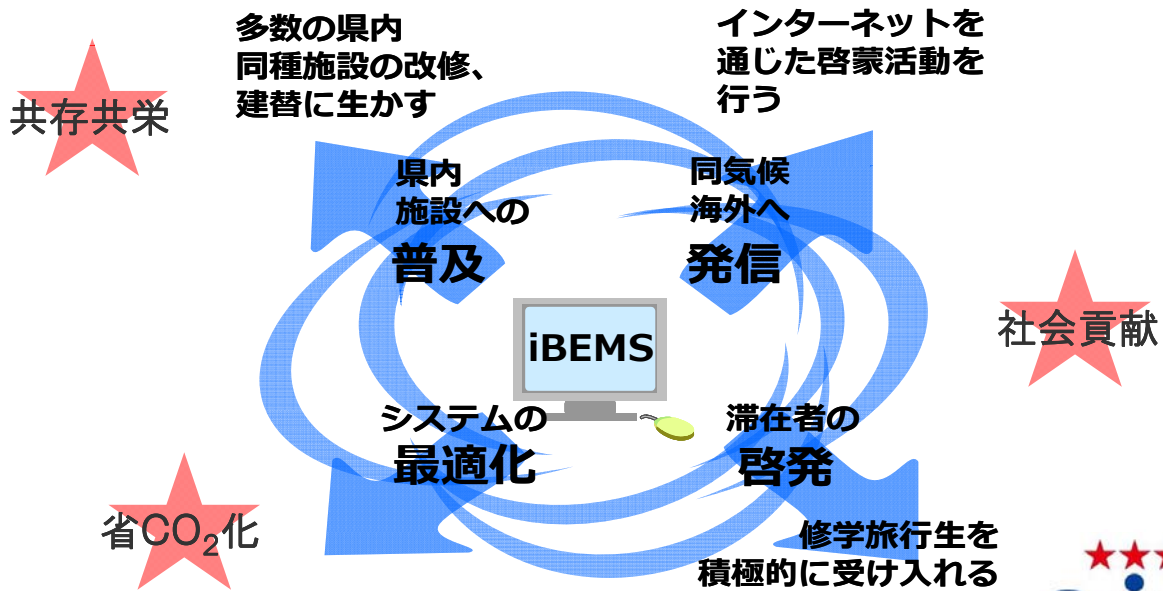 多数の県内
同種施設の改修、
建替に生かす
インターネットを
通じた啓蒙活動を
行う
共存共栄
県内
施設への
普及
同気候
海外へ
発信
iBEMS
社会貢献
システムの
最適化
滞在者の
啓発
省CO₂化
修学旅行生を
積極的に受け入れる